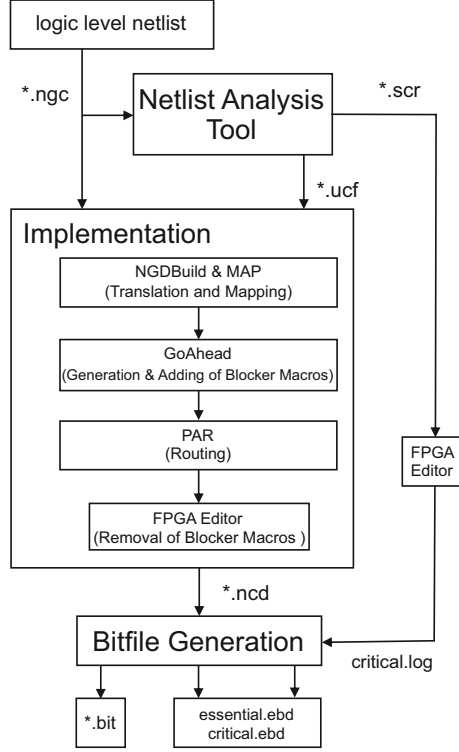 logic level netlist
*.ngc
Netlist Analysis
Tool
*.scr
*.ucf
Implementation
NGDBuild & MAP
(Translation and Mapping)
GoAhead
(Generation & Adding of Blocker Macros)
PAR
(Routing)
FPGA Editor
(Removal of Blocker Macros )
FPGA
Editor
*.ncd
Bitfile Generation
critical.log
*.bit
essential.ebd
critical.ebd